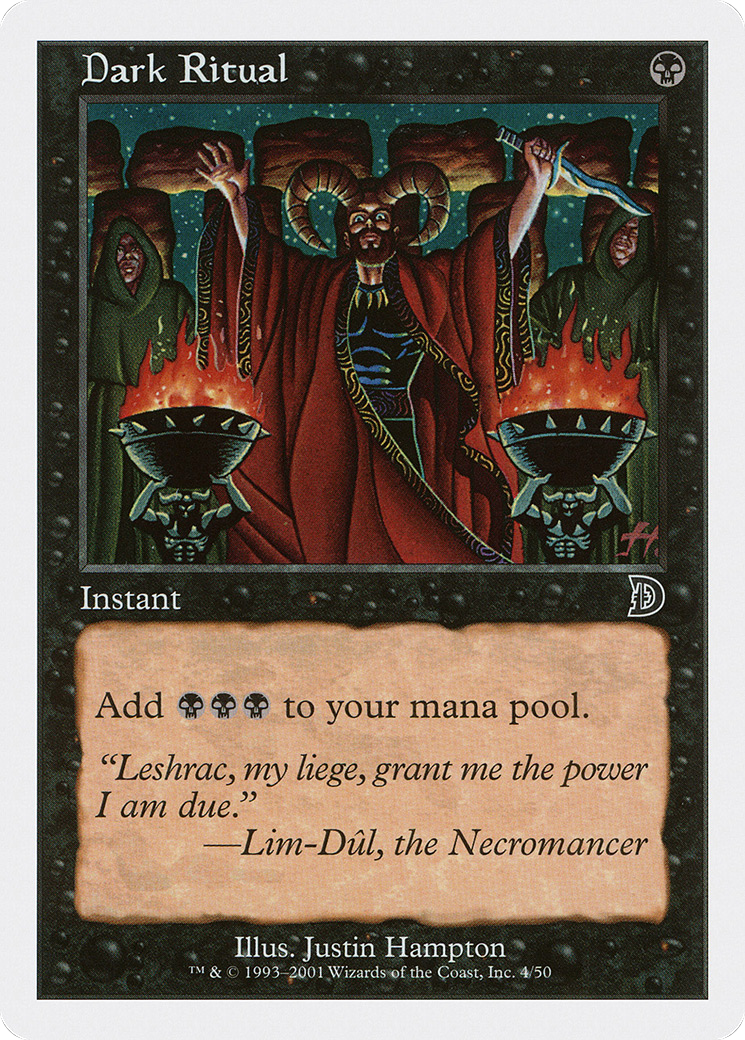 Dark Ritual
Instant
Add to your mana pool.
“Leshrac, my liege, grant me the power
I am due.”
—Lim-Dûl, the Necromancer
Illus. Justin Hampton
™ & © 1993–2001 Wizards of the Coast, Inc. 4/50